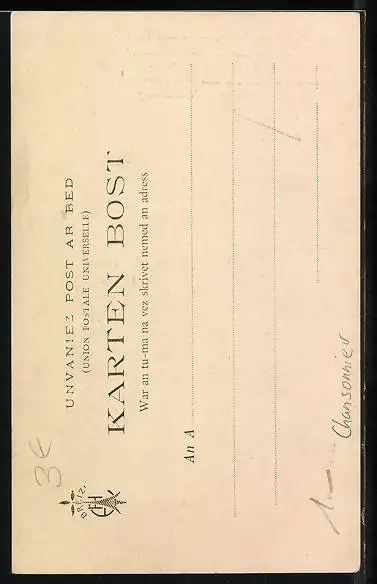 UNVANIEZ POST AR BED
(UNION POSTALE UNIVERSELLE)
KARTEN BOST
War an tu-ma na vez skrivet nemed an adress
An A
BREIZ
3€
Chansonnier